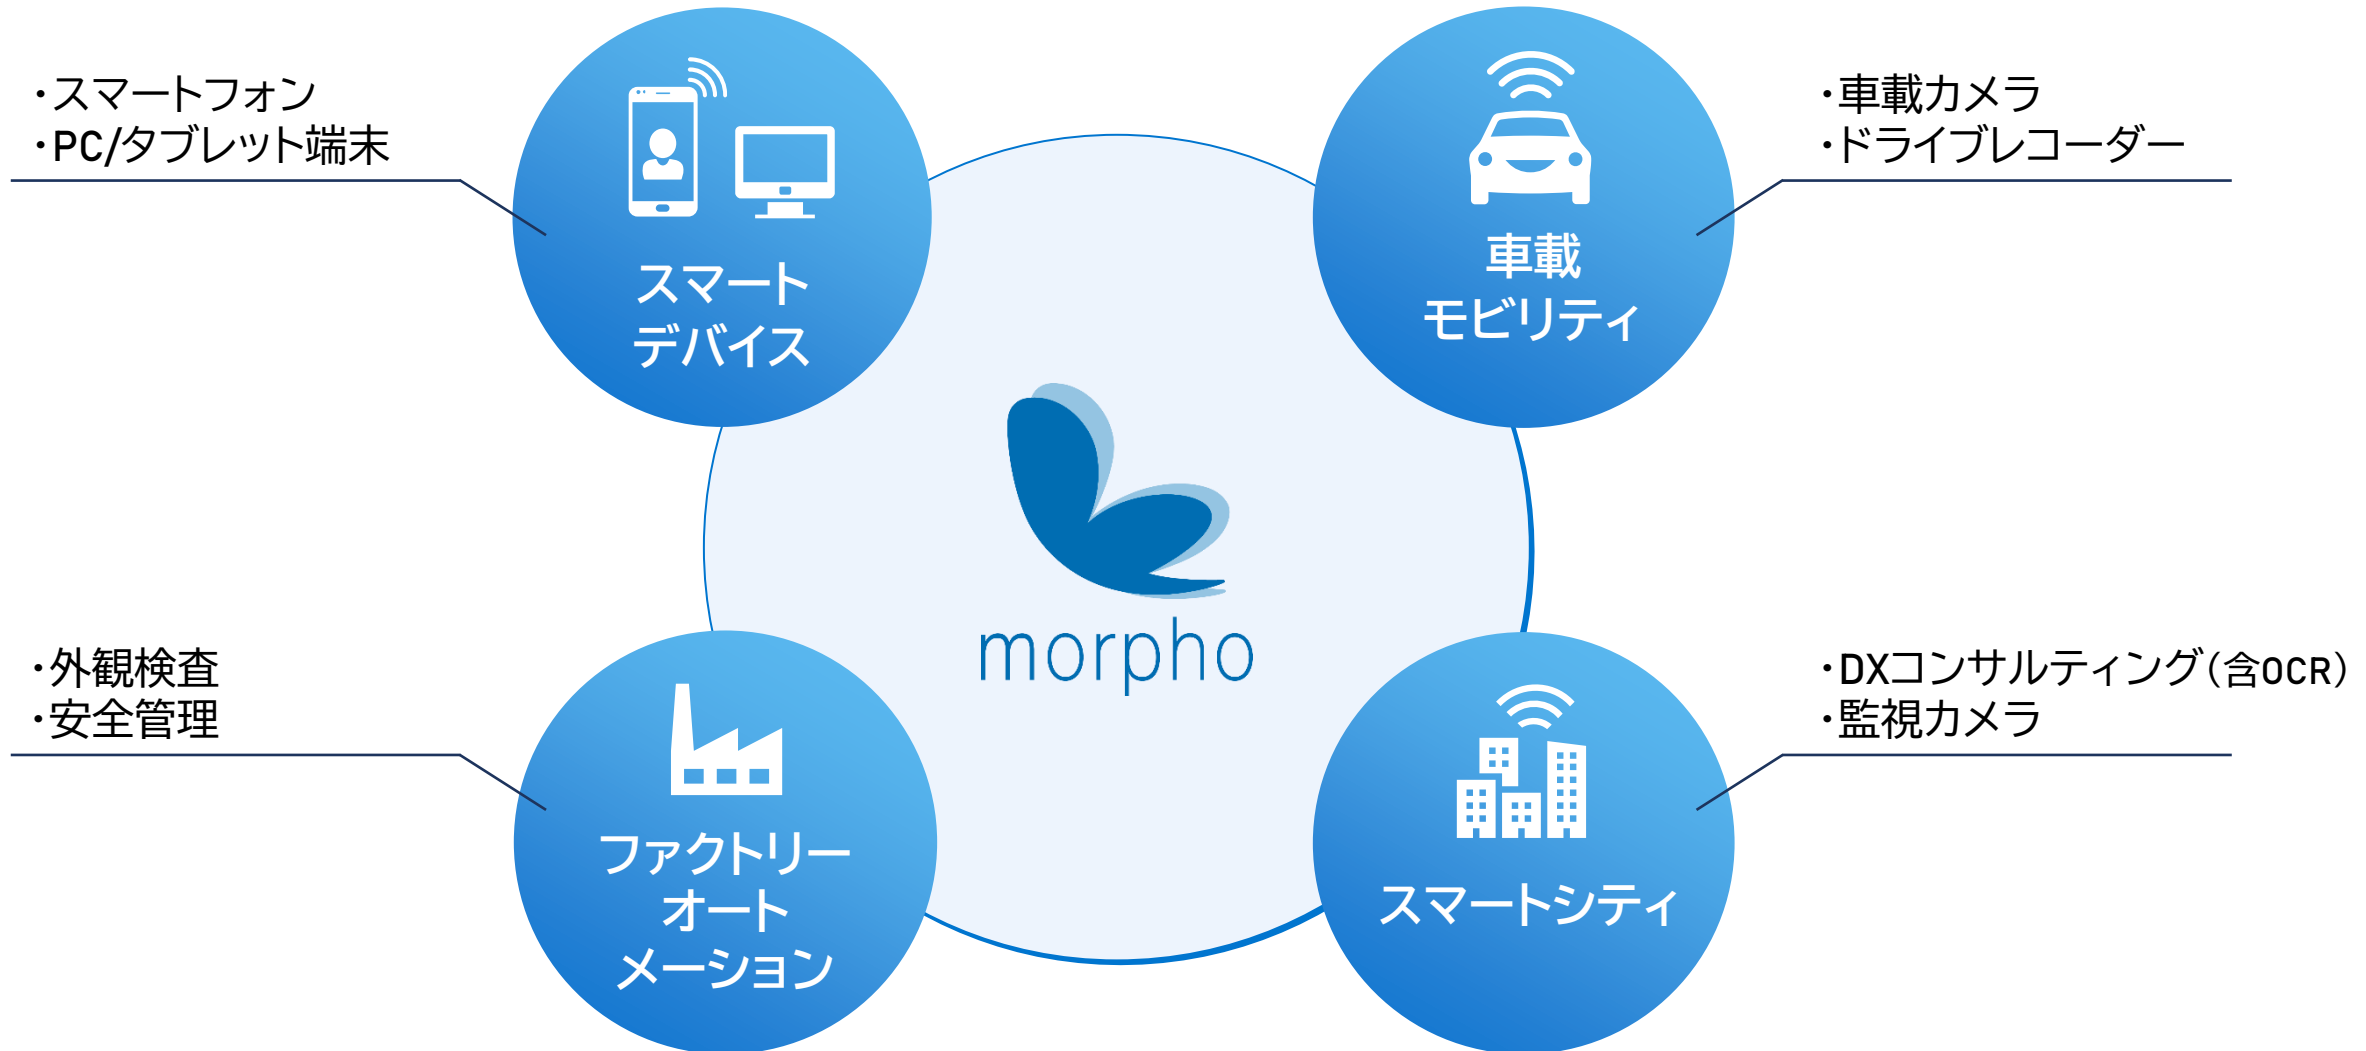 ・スマートフォン
・PC/タブレット端末
スマート
デバイス
・車載カメラ
・ドライブレコーダー
車載
モビリティ
morpho
・外観検査
・安全管理
ファクトリー
オート
メーション
・DXコンサルティング(含OCR)
・監視カメラ
スマートシティ